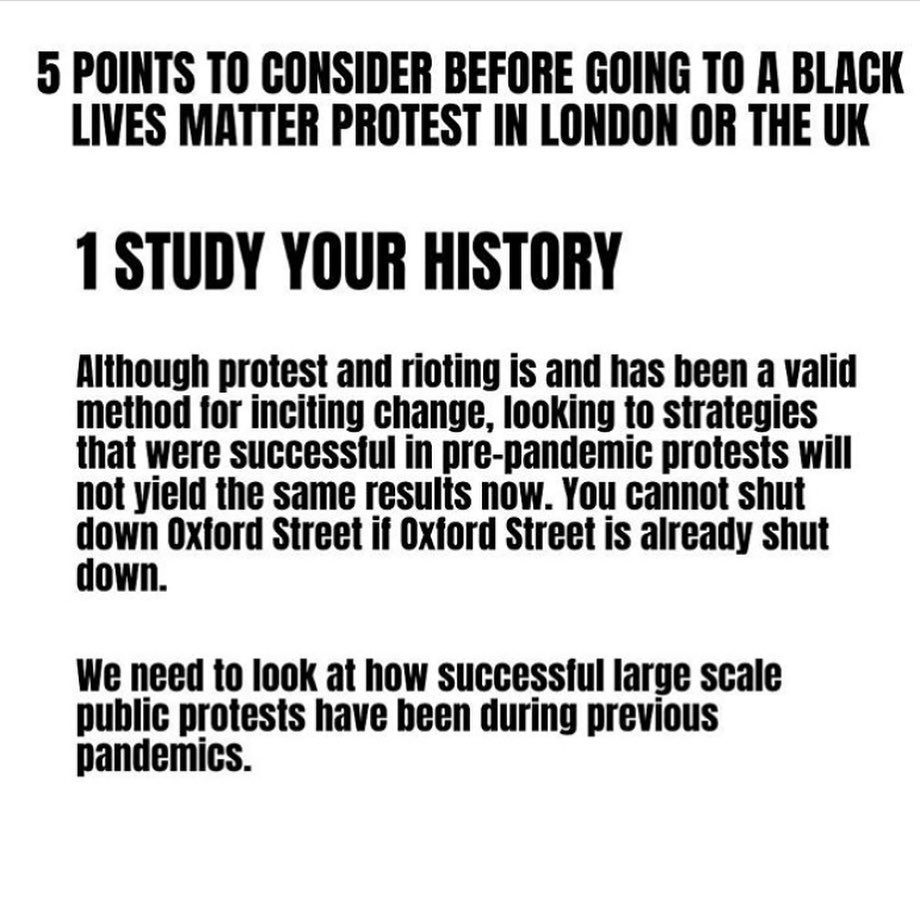 5 POINTS TO CONSIDER BEFORE GOING TO A BLACK
LIVES MATTER PROTEST IN LONDON OR THE UK
1 STUDY YOUR HISTORY
Although protest and rioting is and has been a valid
method for inciting change, looking to strategies
that were successful in pre-pandemic protests will
not yield the same results now. You cannot shut
down Oxford Street if Oxford Street is already shut
down.
We need to look at how successful large scale
public protests have been during previous
pandemics.